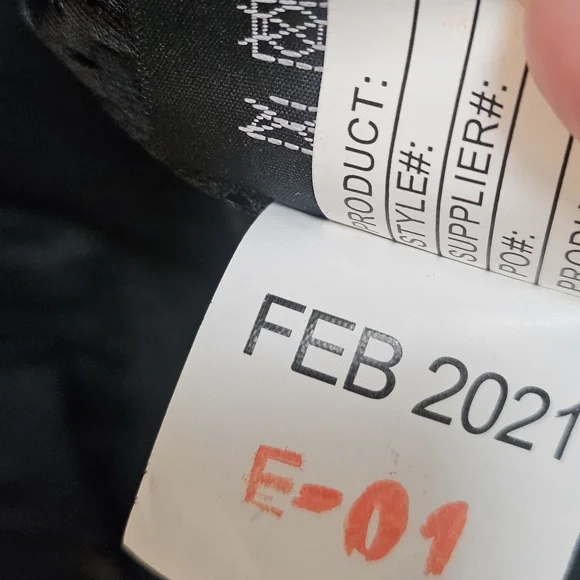 PRODUCT:
STYLE#:
SUPPLIER#:
PO#:
FEB 2021
E-01